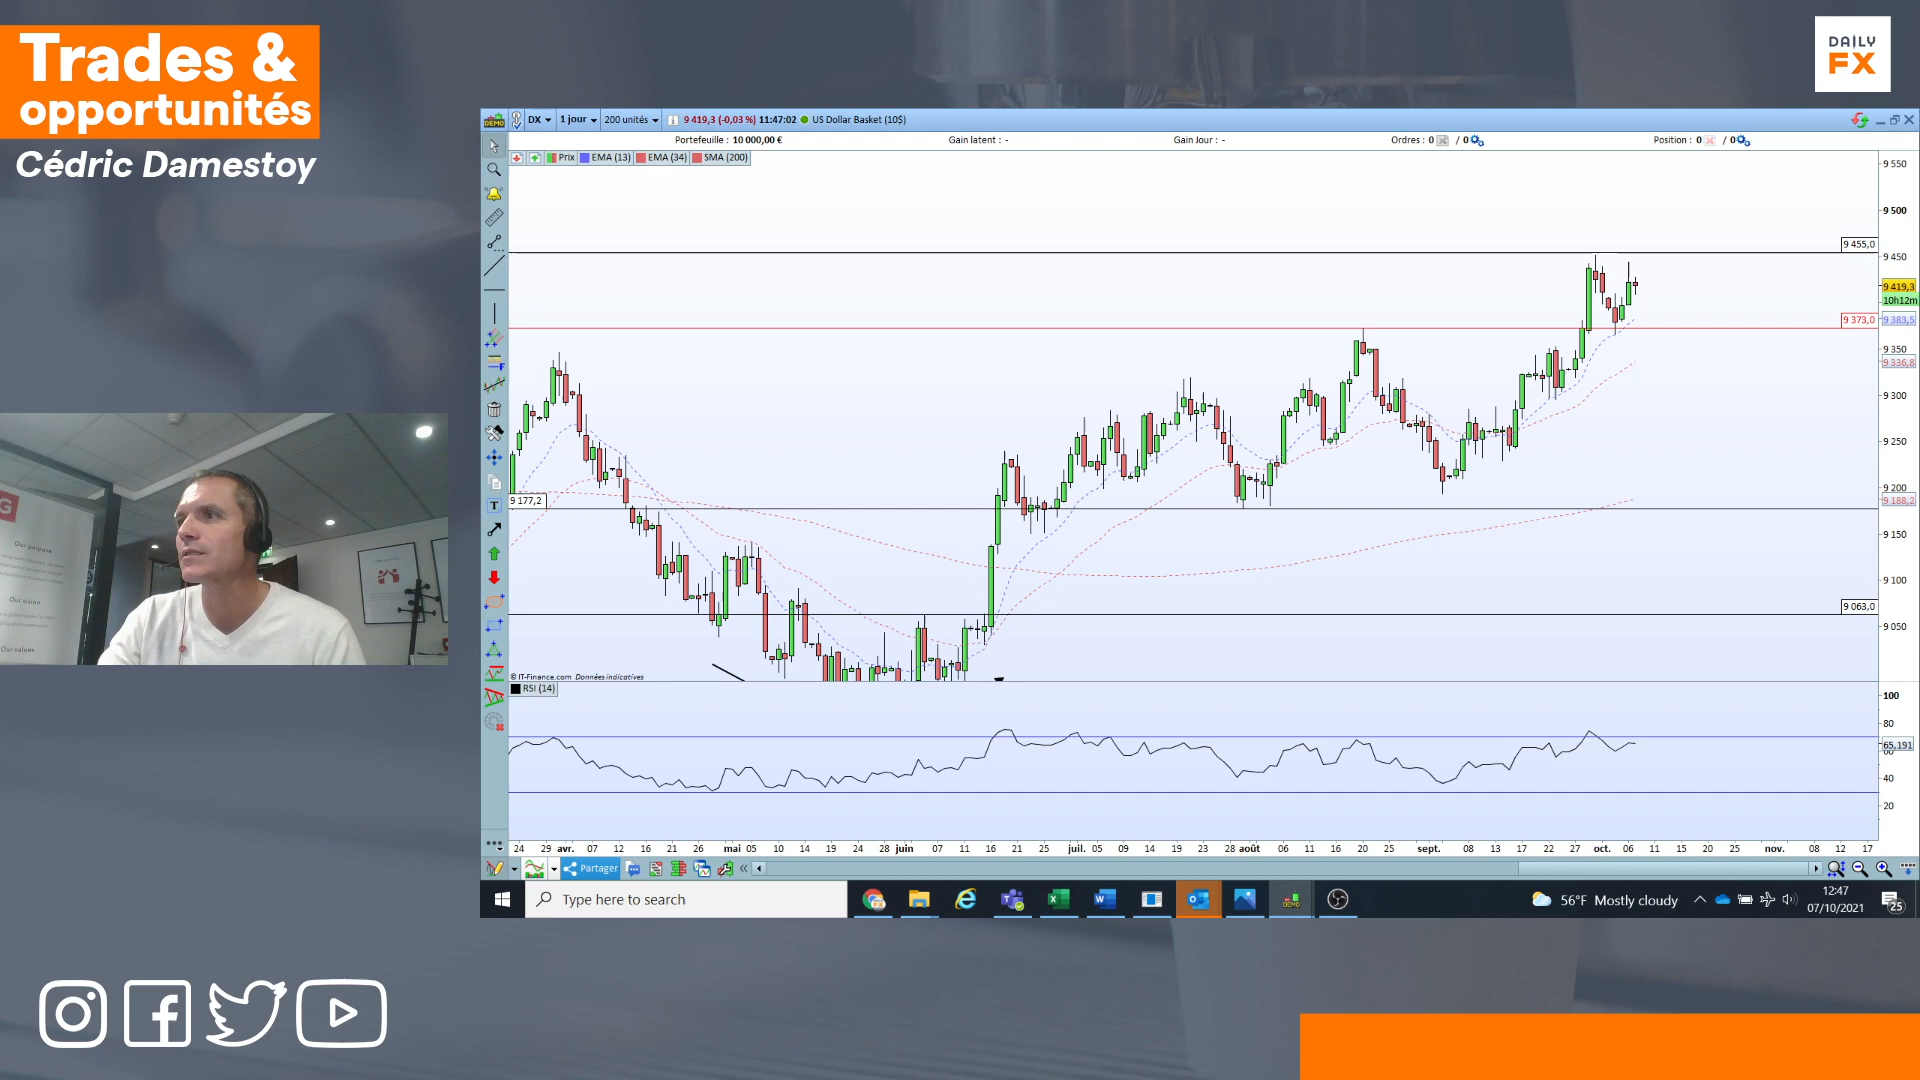 Trades &
opportunités
Cédric Damestoy
DAILY
FX
DX 1 jour 200 unités 9 419,3 (-0,03 %) 11:47:02 US Dollar Basket (10$)
Portefeuille : 10 000,00 € Gain latent : - Gain Jour : - Ordres : 0 / 0 Position : 0 / 0
Prix EMA (13) EMA (34) SMA (200)
9 550
9 500
9 455,0
9 450
9 419,3
10h12m
9 373,0 9 383,5
9 350
9 336,8
9 300
9 250
9 200
9 177,2 9 188,2
9 150
9 100
9 063,0
9 050
© IT-Finance.com Données indicatives
RSI (14)
100
80
65,191
60
40
20
24 29 avr. 07 12 16 21 26 mai 05 10 14 19 24 28 juin 07 11 16 21 25 juil. 05 09 14 19 23 28 août 06 11 16 20 25 sept. 08 13 17 22 27 oct. 06 11 15 20 25 nov. 08 12 17
Partager
Type here to search
DEMO
56°F Mostly cloudy
12:47
07/10/2021
25
G
Our purpose
Our vision
Our values